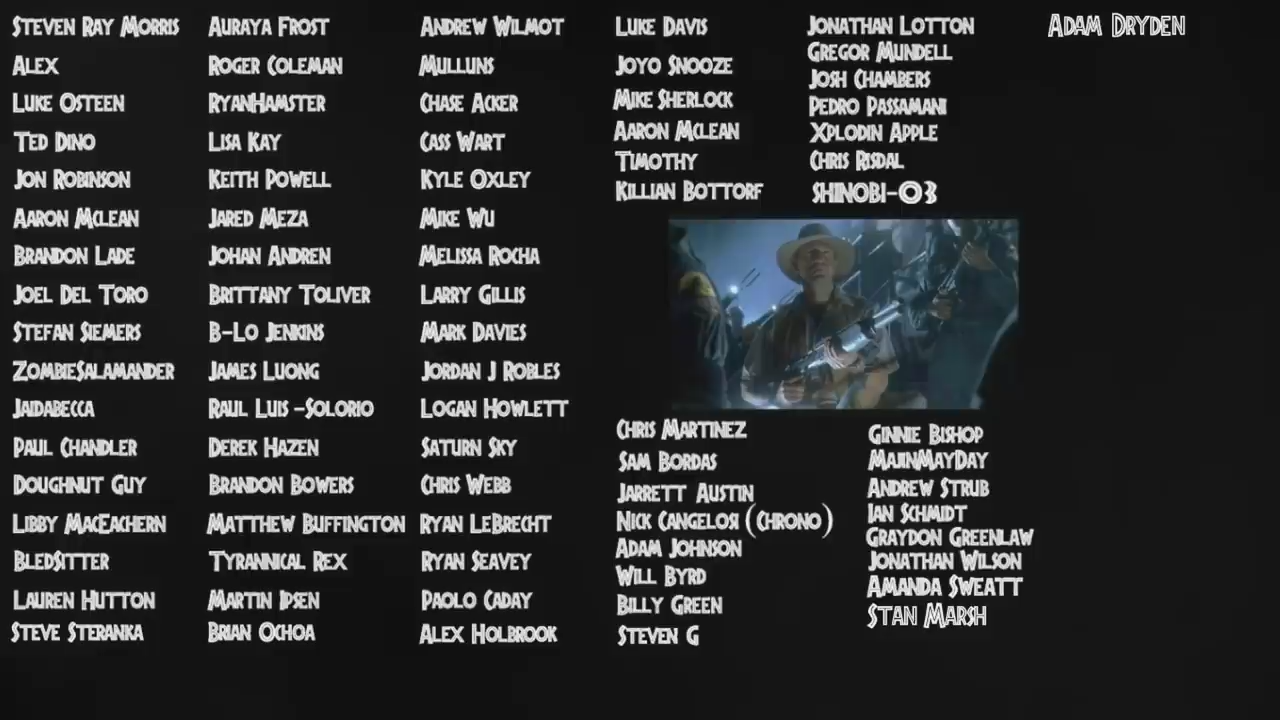 STEVEN RAY MORRIS
ALEX
LUKE OSTEEN
TED DINO
JON ROBINSON
AARON MCLEAN
BRANDON LADE
JOEL DEL TORO
STEFAN SIEMERS
ZOMBIESALAMANDER
JAIDABECCA
PAUL CHANDLER
DOUGHNUT GUY
LIBBY MACEACHERN
BLEDSITTER
LAUREN HUTTON
STEVE STERANKA
AURAYA FROST
ROGER COLEMAN
RYANHAMSTER
LISA KAY
KEITH POWELL
JARED MEZA
JOHAN ANDREN
BRITTANY TOLIVER
B-LO JENKINS
JAMES LUONG
RAUL LUIS -SOLORIO
DEREK HAZEN
BRANDON BOWERS
MATTHEW BUFFINGTON
TYRANNICAL REX
MARTIN IPSEN
BRIAN OCHOA
ANDREW WILMOT
MULLUNS
CHASE ACKER
CASS WART
KYLE OXLEY
MIKE WU
MELISSA ROCHA
LARRY GILLIS
MARK DAVIES
JORDAN J ROBLES
LOGAN HOWLETT
SATURN SKY
CHRIS WEBB
RYAN LEBRECHT
RYAN SEAVEY
PAOLO CADAY
ALEX HOLBROOK
LUKE DAVIS
JOYO SNOOZE
MIKE SHERLOCK
AARON MCLEAN
TIMOTHY
KILLIAN BOTTORF
JONATHAN LOTTON
GREGOR MUNDELL
JOSH CHAMBERS
PEDRO PASSAMANI
XPLODIN APPLE
CHRIS RISDAL
SHINOBI-03
ADAM DRYDEN
CHRIS MARTINEZ
SAM BORDAS
JARRETT AUSTIN
NICK CANGELOSI (CHRONO)
ADAM JOHNSON
WILL BYRD
BILLY GREEN
STEVEN G
GINNIE BISHOP
MAJINMAYDAY
ANDREW STRUB
IAN SCHMIDT
GRAYDON GREENLAW
JONATHAN WILSON
AMANDA SWEATT
STAN MARSH